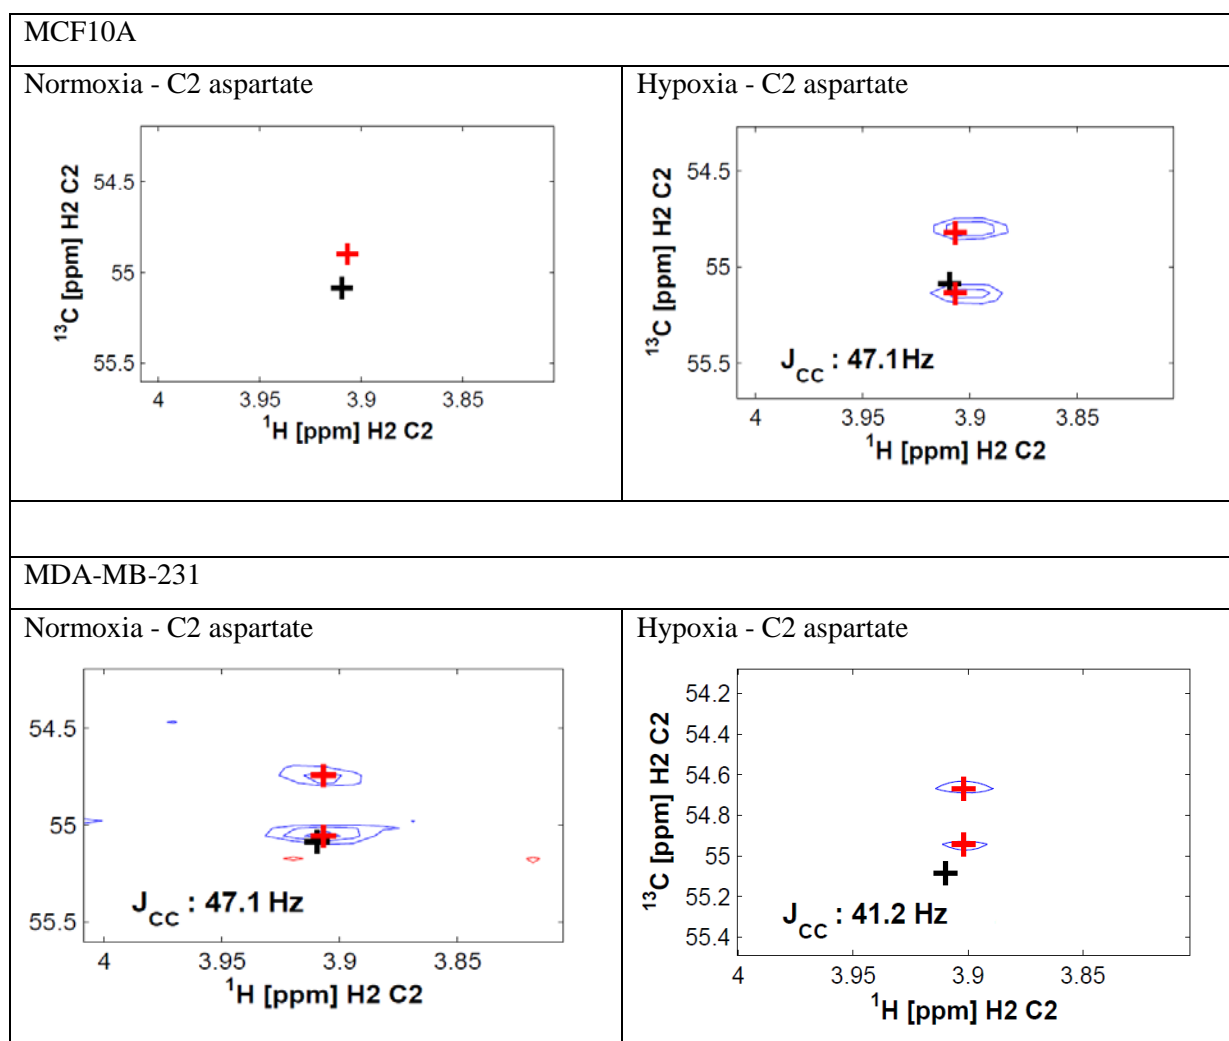 MCF10A
Normoxia - C2 aspartate
54.5
55
55.5
13C [ppm] H2 C2
4 3.95 3.9 3.85
1H [ppm] H2 C2
Hypoxia - C2 aspartate
54.5
55
55.5
13C [ppm] H2 C2
JCC : 47.1Hz
4 3.95 3.9 3.85
1H [ppm] H2 C2
MDA-MB-231
Normoxia - C2 aspartate
54.5
55
55.5
13C [ppm] H2 C2
JCC : 47.1 Hz
4 3.95 3.9 3.85
1H [ppm] H2 C2
Hypoxia - C2 aspartate
54.2
54.4
54.6
54.8
55
55.2
55.4
13C [ppm] H2 C2
JCC : 41.2 Hz
4 3.95 3.9 3.85
1H [ppm] H2 C2